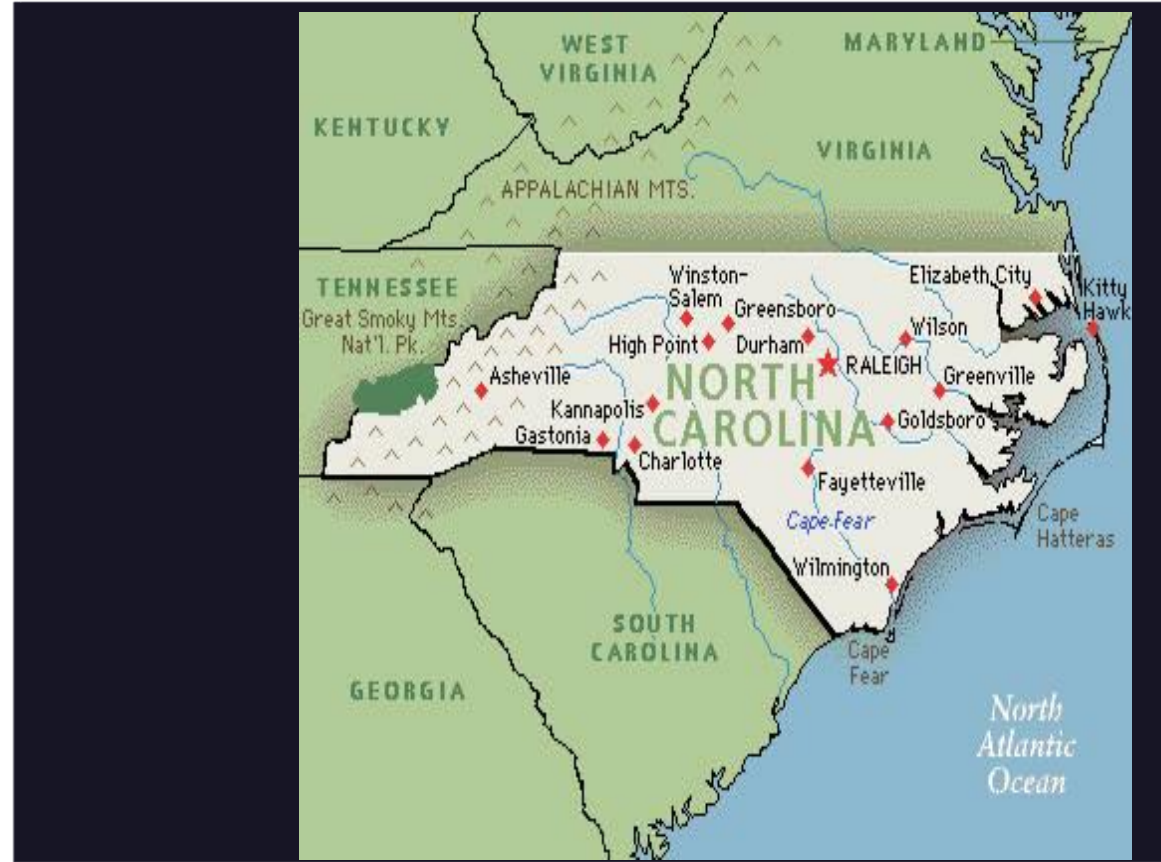 WEST
VIRGINIA
MARYLAND
KENTUCKY
VIRGINIA
APPALACHIAN MTS.
TENNESSEE
Great Smoky Mts.
Nat'l. Pk.
Winston-
Salem
Greensboro
Elizabeth City
Kitty
Hawk
High Point
Durham
Wilson
RALEIGH
Asheville
NORTH
CAROLINA
Greenville
Kannapolis
Goldsboro
Gastonia
Charlotte
Fayetteville
Cape Fear
Cape
Hatteras
Wilmington
SOUTH
CAROLINA
Cape
Fear
GEORGIA
North
Atlantic
Ocean